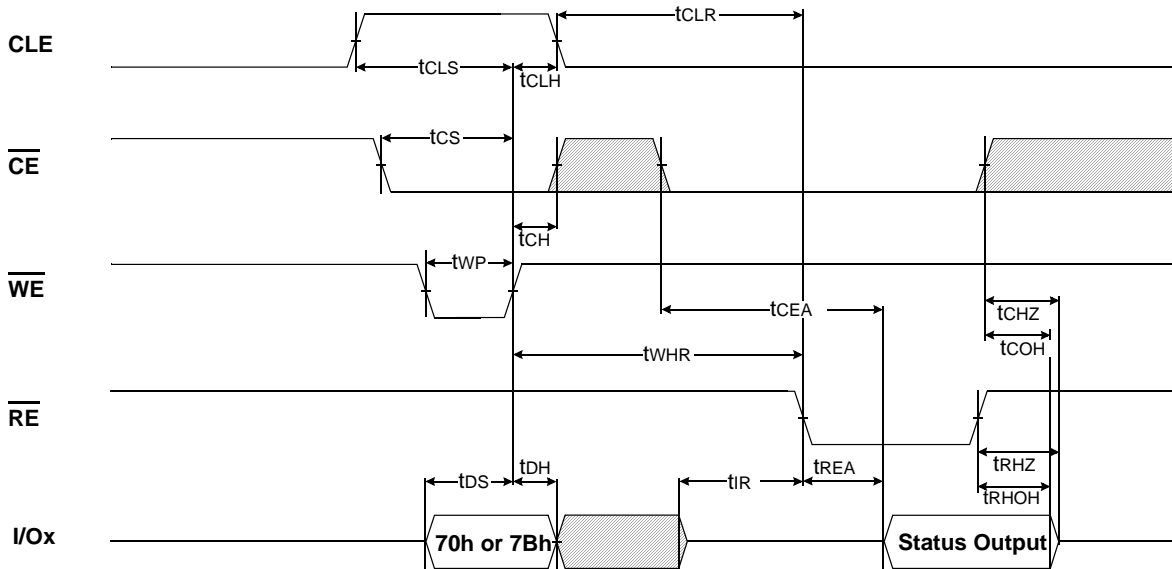 CLE
tCLR
tCLS
tCLH
CE
tCS
tCH
WE
tWP
tCEA
tCHZ
tCOH
tWHR
RE
tRHZ
tRHOH
tDS
tDH
tIR
tREA
I/Ox
70h or 7Bh
Status Output